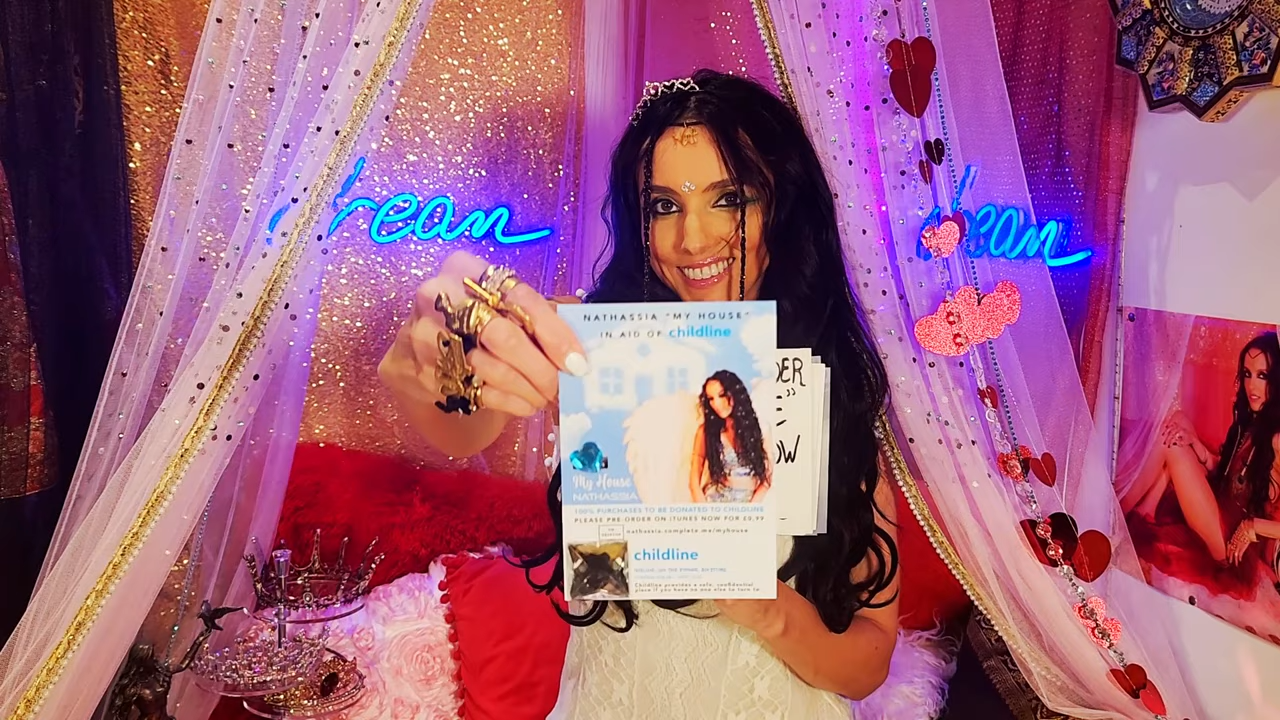 dream
dream
NATHASSIA "MY HOUSE"
IN AID OF childline
DER
"
OW
My House
NATHASSIA
100% PURCHASES TO BE DONATED TO CHILDLINE
PLEASE PRE-ORDER ON ITUNES NOW FOR £0.99
nathassia.complete.me/myhouse
childline
Childline provides a safe, confidential
place if you have no one else to turn to